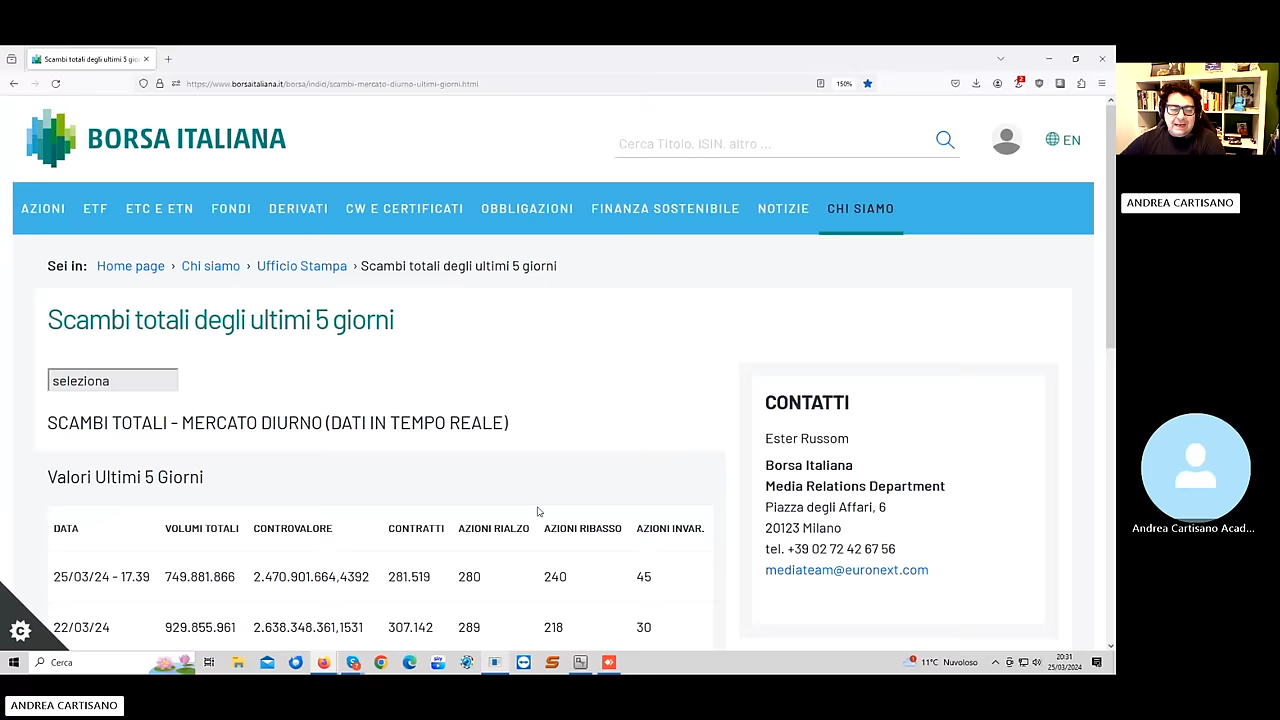 Scambi totali degli ultimi 5 gio
https://www.borsaitaliana.it/borsa/indici/scambi-mercato-diurno-ultimi-giorni.html
150%
2
BORSA ITALIANA
Cerca Titolo, ISIN, altro ...
EN
AZIONI ETF ETC E ETN FONDI DERIVATI CW E CERTIFICATI OBBLIGAZIONI FINANZA SOSTENIBILE NOTIZIE CHI SIAMO
Sei in: Home page › Chi siamo › Ufficio Stampa › Scambi totali degli ultimi 5 giorni
Scambi totali degli ultimi 5 giorni
seleziona
SCAMBI TOTALI - MERCATO DIURNO (DATI IN TEMPO REALE)
Valori Ultimi 5 Giorni
DATA VOLUMI TOTALI CONTROVALORE CONTRATTI AZIONI RIALZO AZIONI RIBASSO AZIONI INVAR.
25/03/24 - 17.39 749.881.866 2.470.901.664,4392 281.519 280 240 45
22/03/24 929.855.961 2.638.348.361,1531 307.142 289 218 30
CONTATTI
Ester Russom
Borsa Italiana
Media Relations Department
Piazza degli Affari, 6
20123 Milano
tel. +39 02 72 42 67 56
mediateam@euronext.com
Cerca
sky
11°C Nuvoloso
20:31
25/03/2024
ANDREA CARTISANO
Andrea Cartisano Acad...
ANDREA CARTISANO